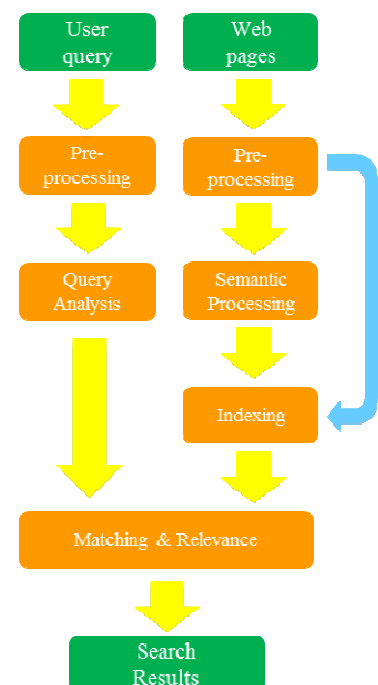 User
query
Web
pages
Pre-
processing
Pre-
processing
Query
Analysis
Semantic
Processing
Indexing
Matching & Relevance
Search
Results